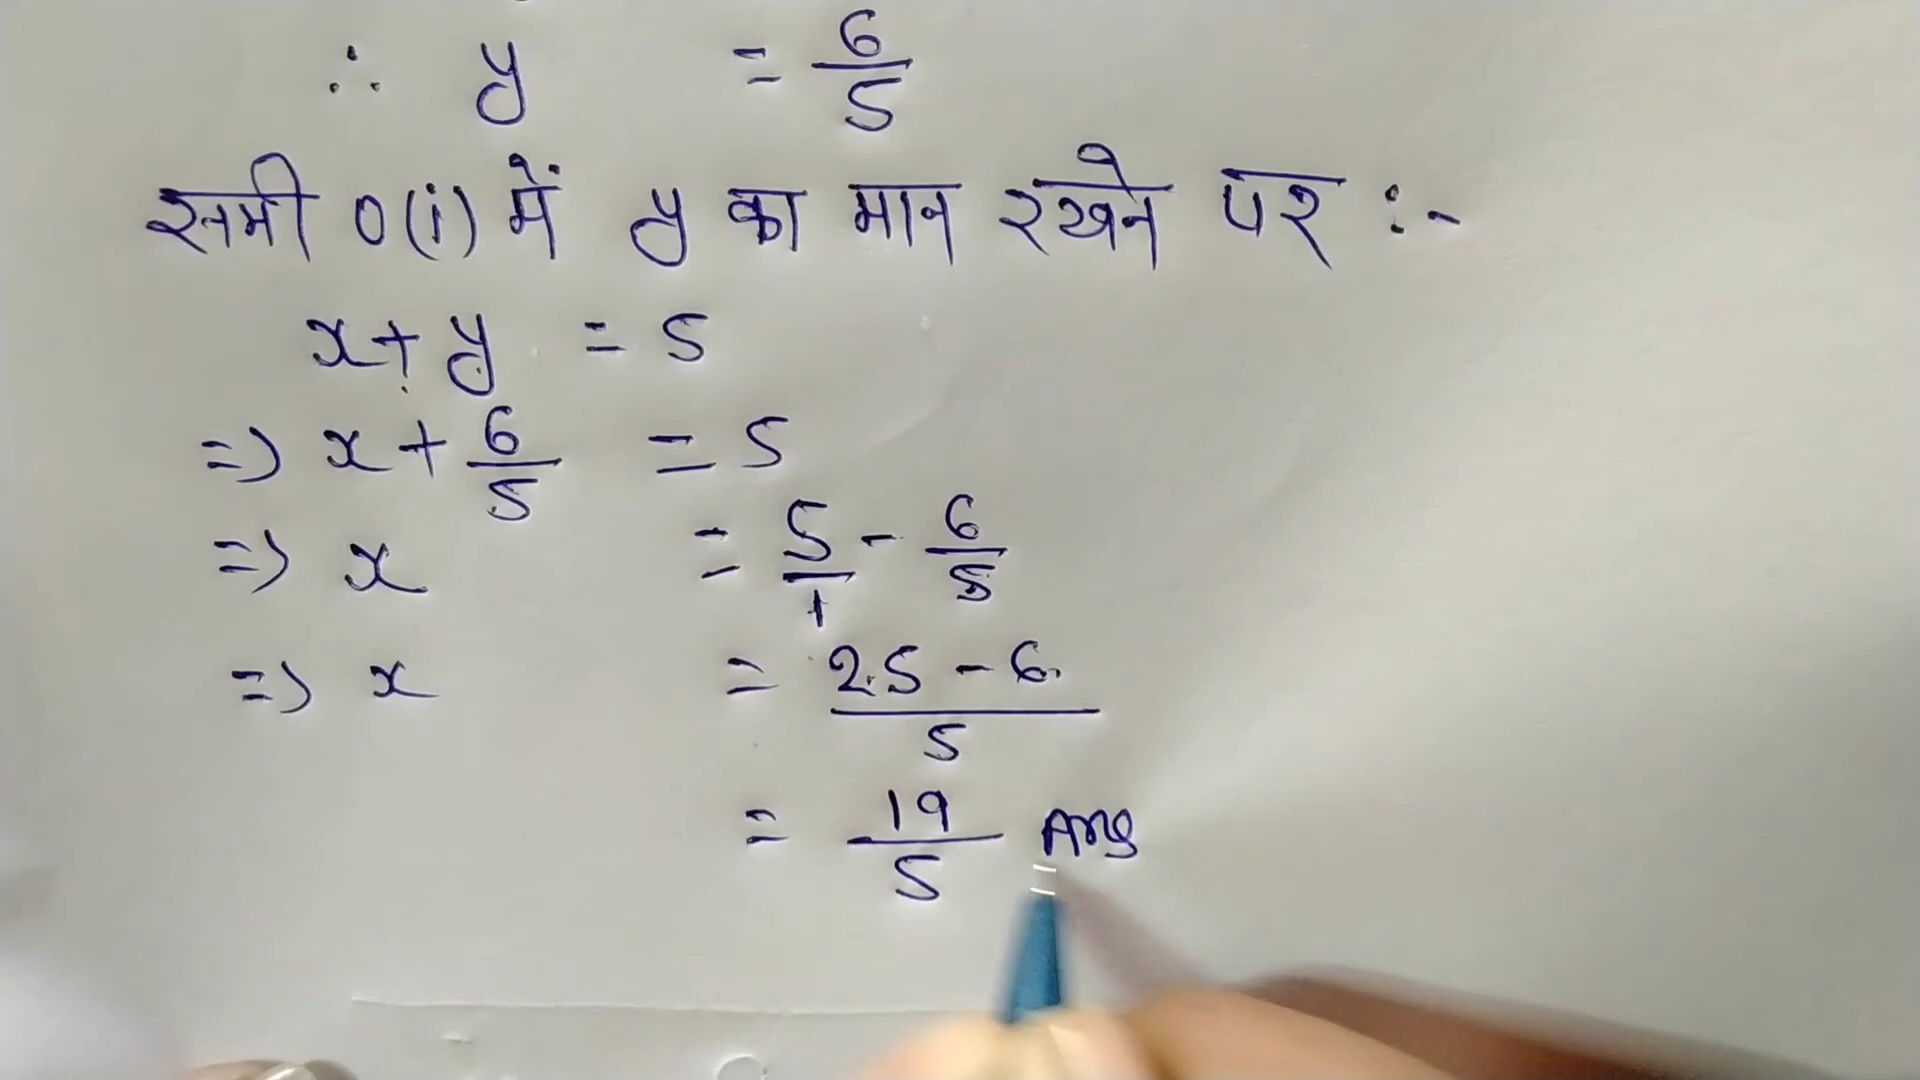 ∴ y = 6/5
समी० (i) में y का मान रखने पर :-
x + y = 5
=> x + 6/5 = 5
=> x = 5/1 - 6/5
=> x = 25 - 6/5
= 19/5 Ans